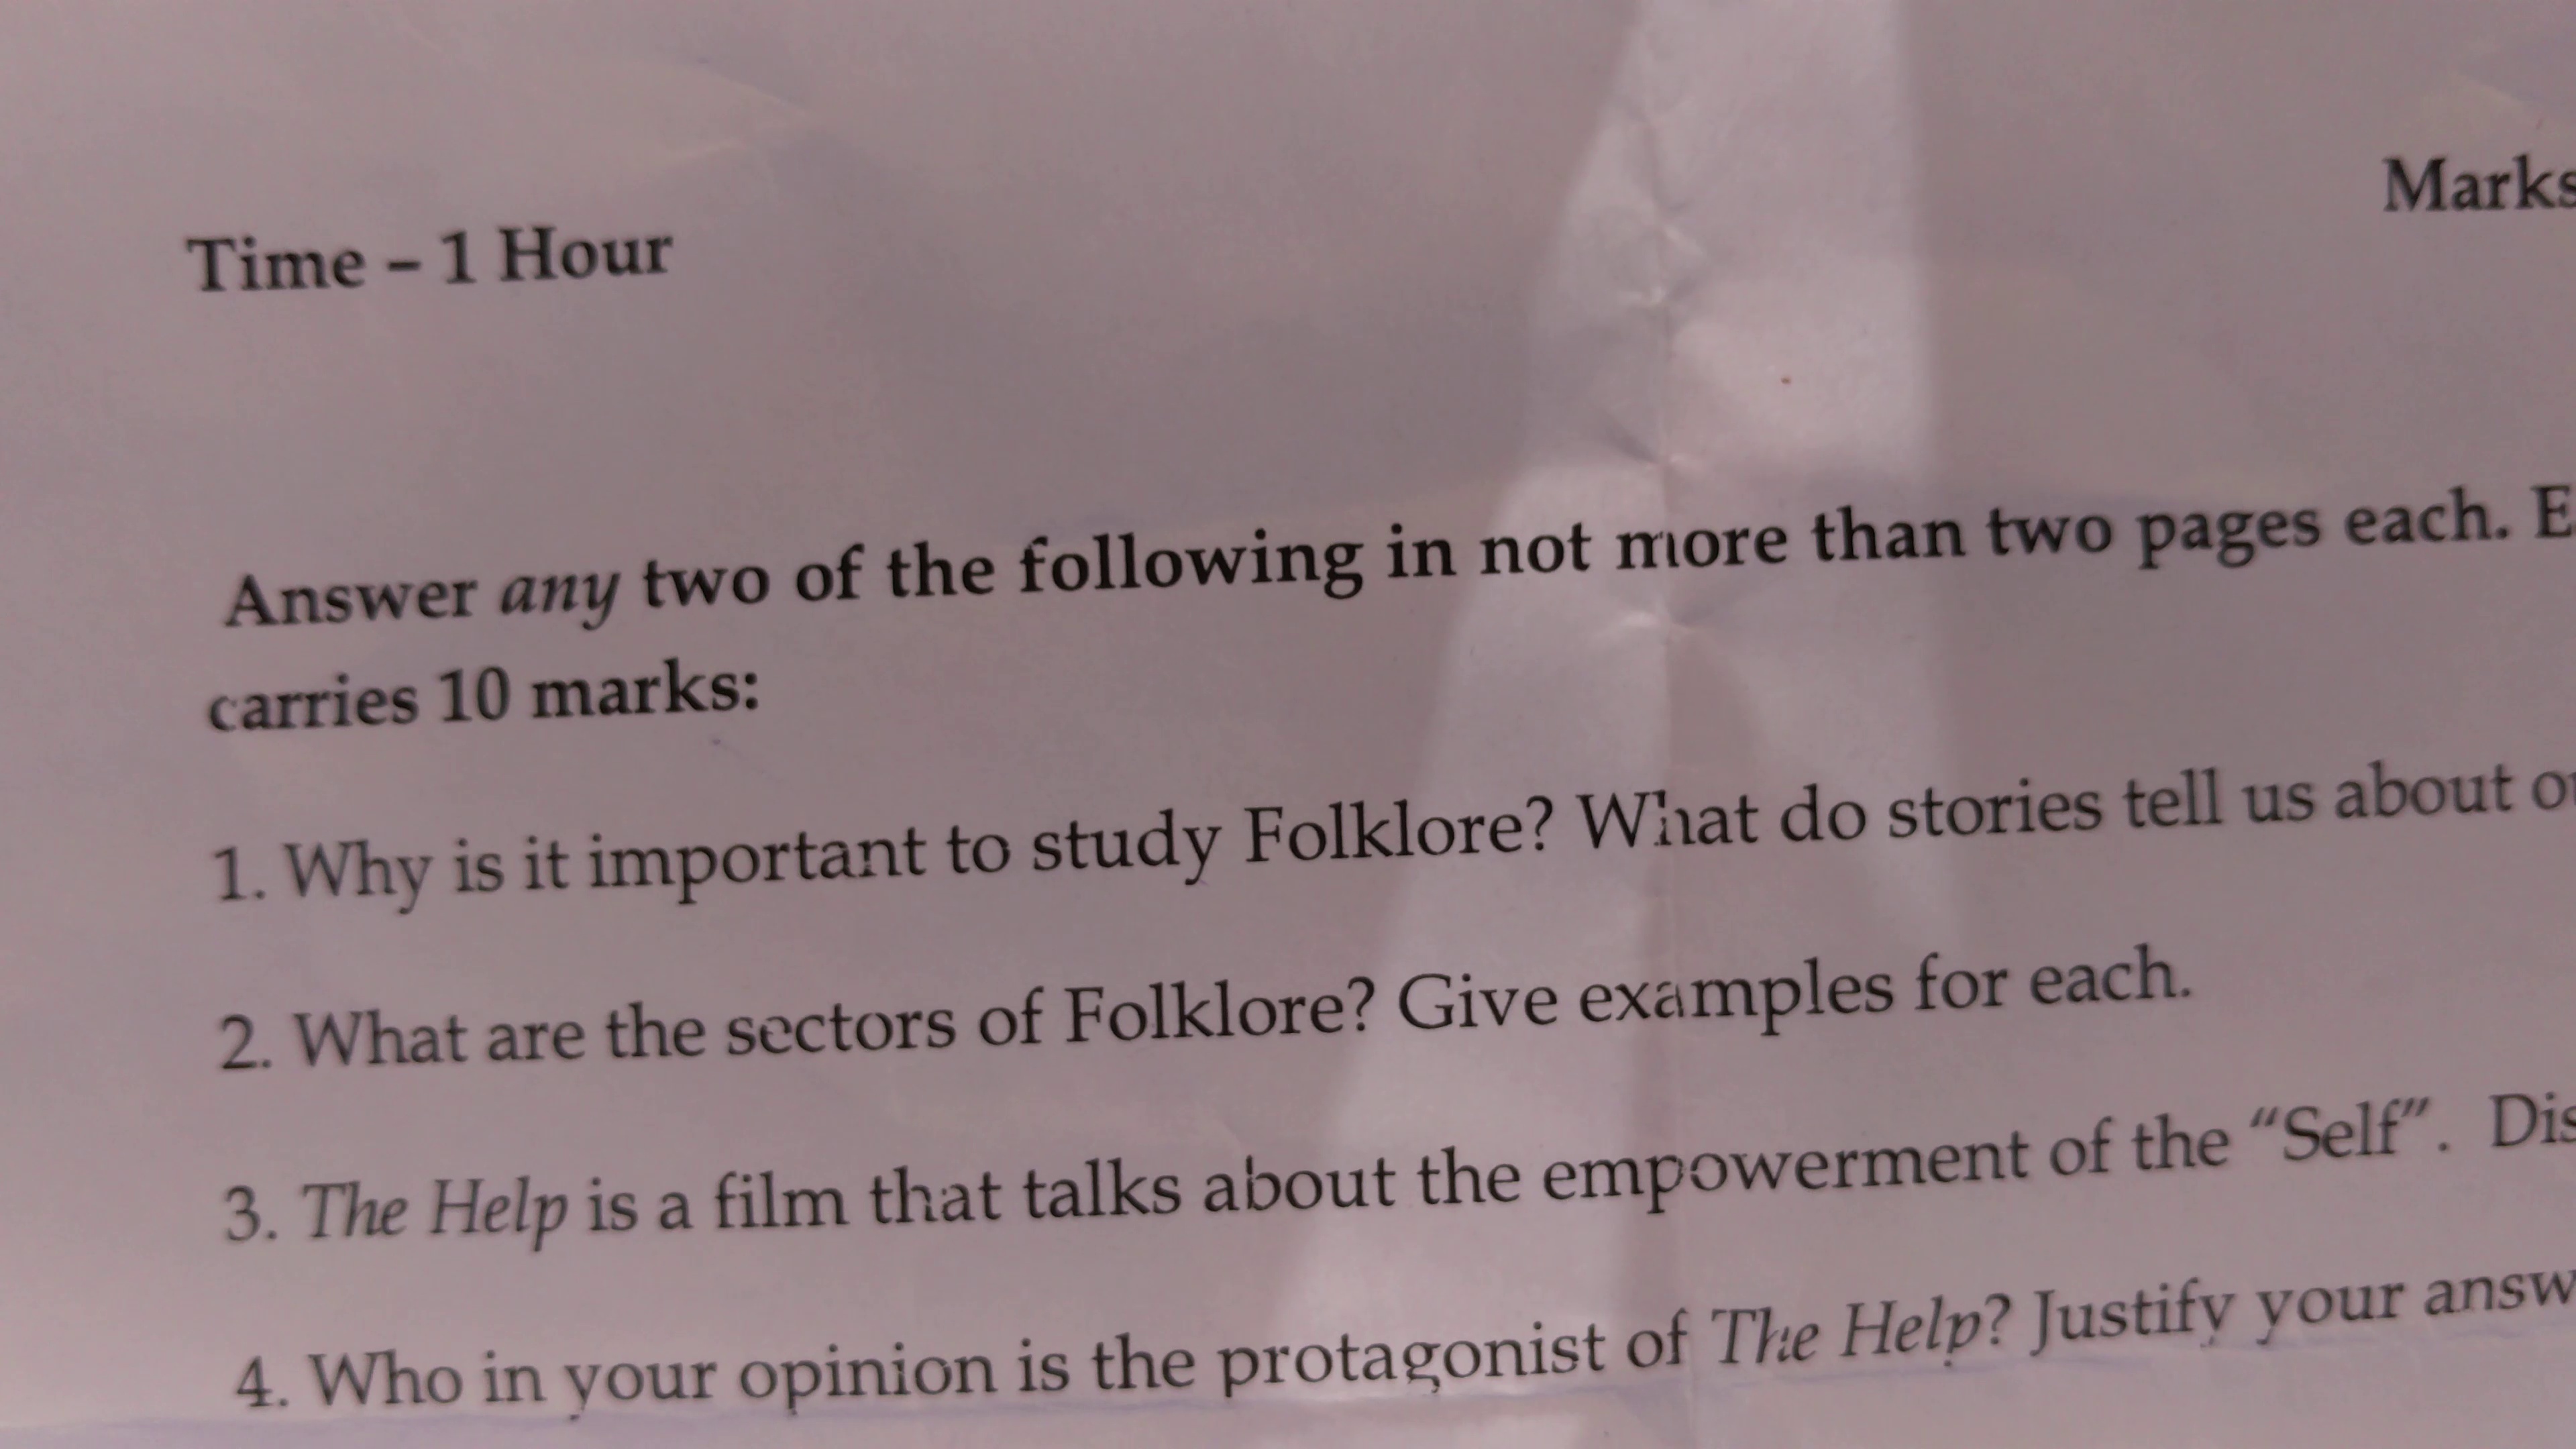 Marks
Time – 1 Hour
Answer any two of the following in not more than two pages each. E
carries 10 marks:
1. Why is it important to study Folklore? What do stories tell us about
2. What are the sectors of Folklore? Give examples for each.
3. The Help is a film that talks about the empowerment of the “Self”. Dis
4. Who in your opinion is the protagonist of The Help? Justify your answ